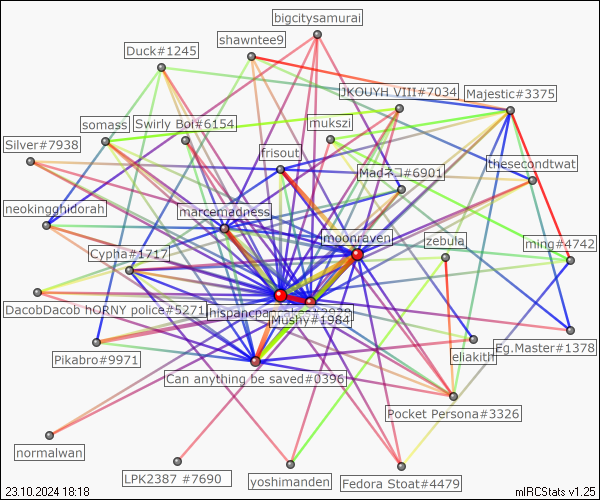 bigcitysamurai
shawntee9
Duck#1245
JKOUYH VIII#7034
Majestic#3375
somass
Swirly Boi#6154
mukszi
Silver#7938
frisout
Madネコ#6901
thesecondtwat
neokingghidorah
marcemadness
moonraven
zebula
ming#4742
Cypha#1717
DacobDacob hORNY police#5271
Mushy#1984
Eg.Master#1378
Pikabro#9971
eliakith
Can anything be saved#0396
Pocket Persona#3326
normalwan
LPK2387 #7690
yoshimanden
Fedora Stoat#4479
23.10.2024 18:18
mIRCStats v1.25